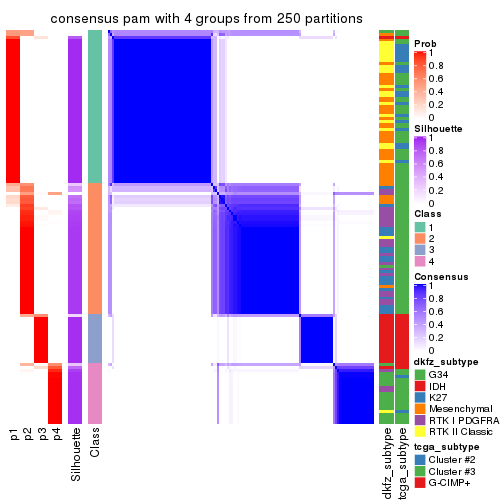 consensus pam with 4 groups from 250 partitions
p1
p2
p3
p4
Silhouette
Class
dkfz_subtype
tcga_subtype
Prob
1
0.8
0.6
0.4
0.2
0
Silhouette
1
0.8
0.6
0.4
0.2
0
Class
1
2
3
4
Consensus
1
0.8
0.6
0.4
0.2
0
dkfz_subtype
G34
IDH
K27
Mesenchymal
RTK I PDGFRA
RTK II Classic
tcga_subtype
Cluster #2
Cluster #3
G-CIMP+